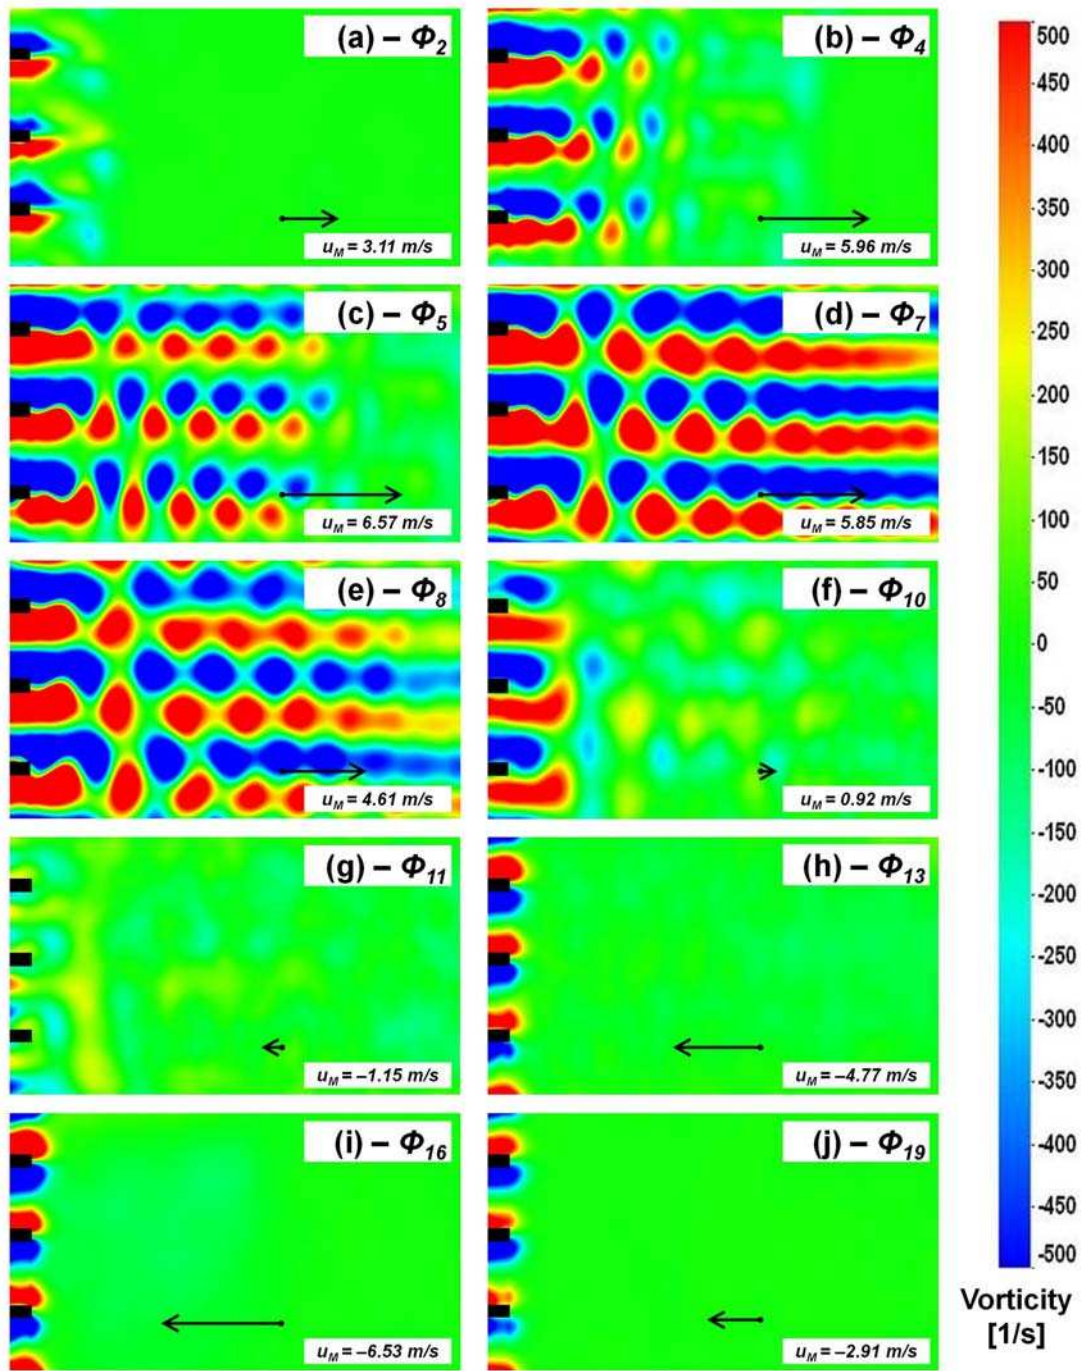 (a) – Φ2
u_M = 3.11 m/s
(b) – Φ4
u_M = 5.96 m/s
(c) – Φ5
u_M = 6.57 m/s
(d) – Φ7
u_M = 5.85 m/s
(e) – Φ8
u_M = 4.61 m/s
(f) – Φ10
u_M = 0.92 m/s
(g) – Φ11
u_M = –1.15 m/s
(h) – Φ13
u_M = –4.77 m/s
(i) – Φ16
u_M = –6.53 m/s
(j) – Φ19
u_M = –2.91 m/s
500
450
400
350
300
250
200
150
100
50
0
-50
-100
-150
-200
-250
-300
-350
-400
-450
-500
Vorticity
[1/s]